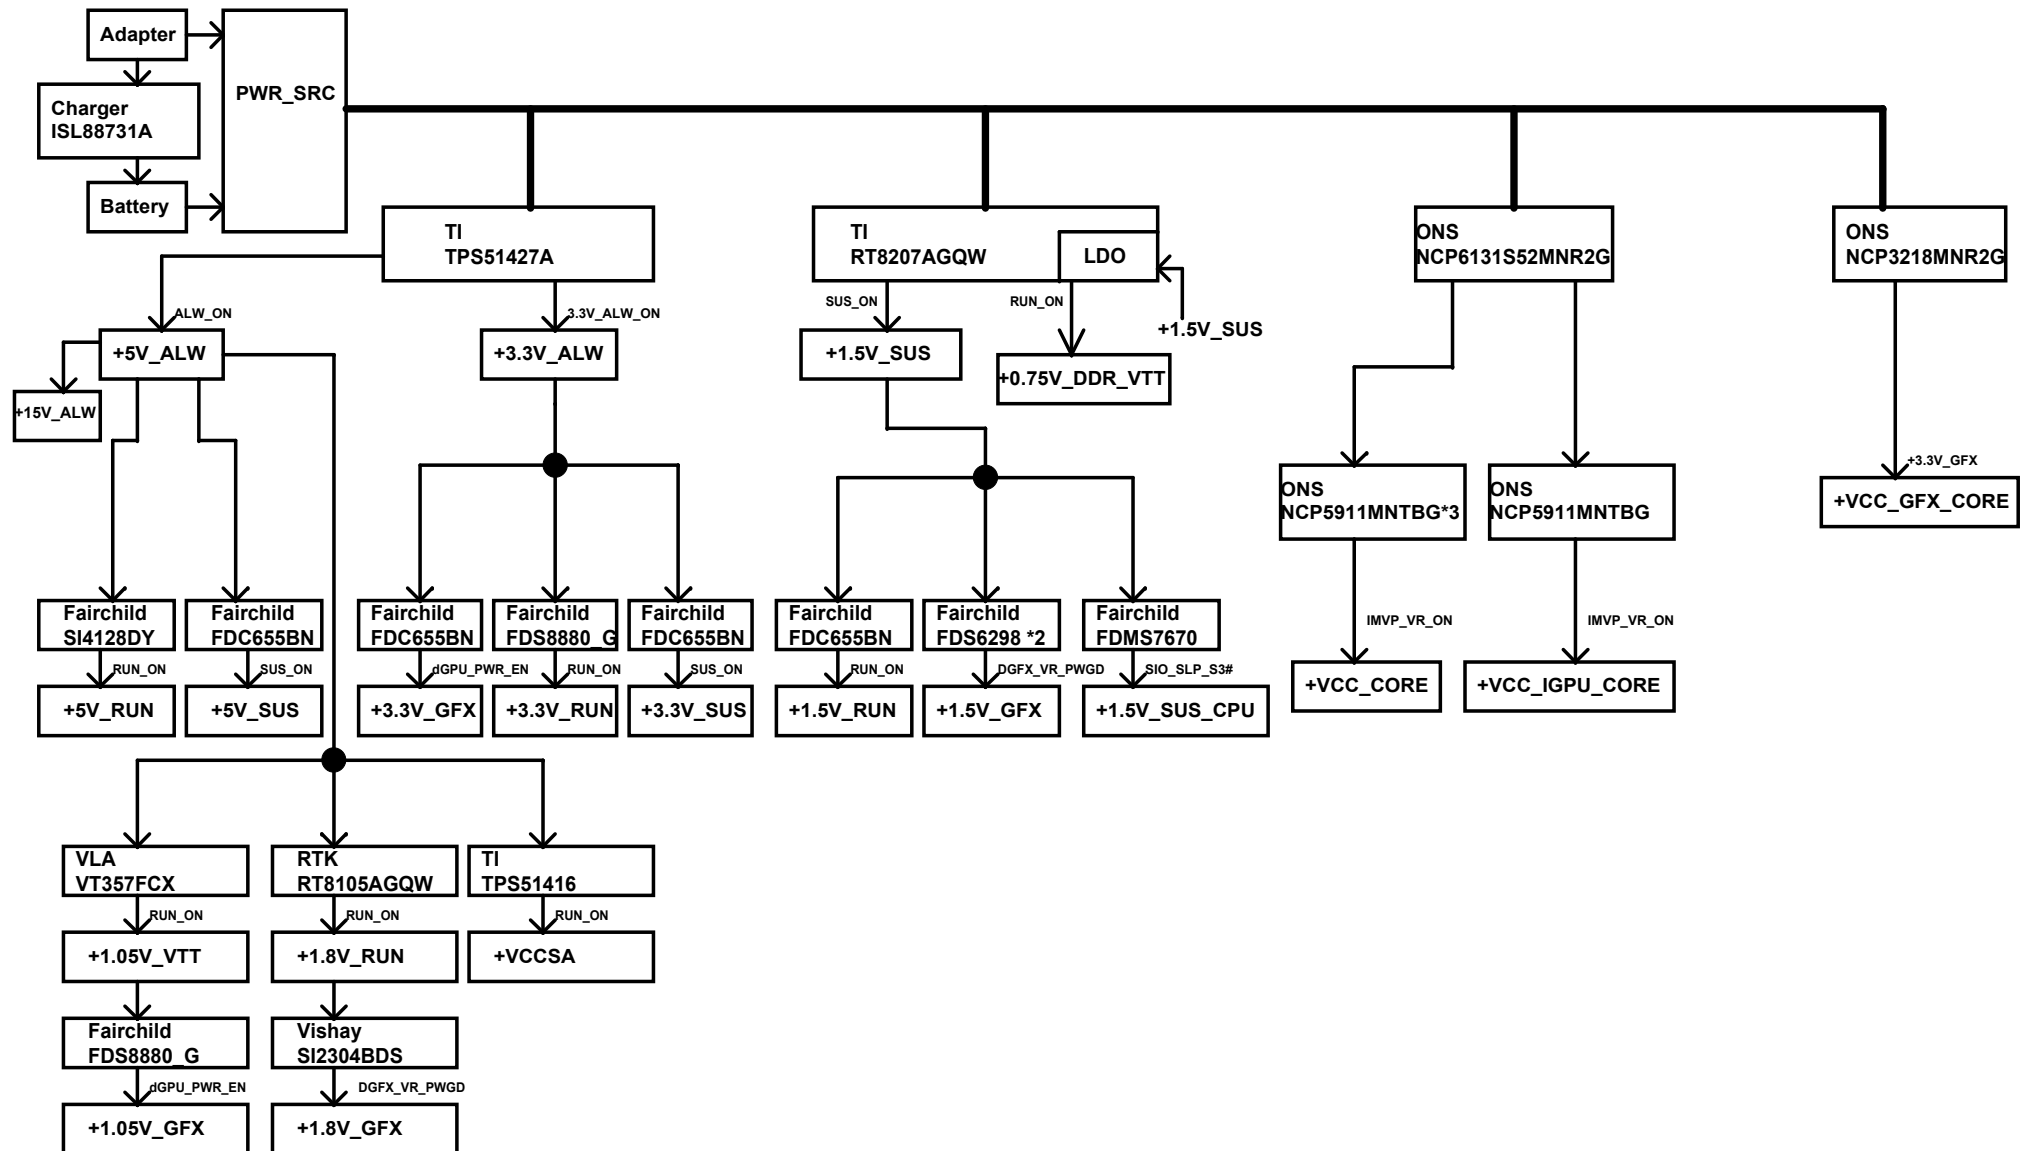 Adapter
PWR_SRC
Charger
ISL88731A
Battery
TI
TPS51427A
TI
RT8207AGQW
LDO
ONS
NCP6131S52MNR2G
ONS
NCP3218MNR2G
ALW_ON
3.3V_ALW_ON
SUS_ON
RUN_ON
+1.5V_SUS
+5V_ALW
+3.3V_ALW
+1.5V_SUS
+0.75V_DDR_VTT
+15V_ALW
+3.3V_GFX
+VCC_GFX_CORE
ONS
NCP5911MNTBG*3
ONS
NCP5911MNTBG
Fairchild
SI4128DY
Fairchild
FDC655BN
Fairchild
FDC655BN
Fairchild
FDS8880_G
Fairchild
FDC655BN
Fairchild
FDC655BN
Fairchild
FDS6298 *2
Fairchild
FDMS7670
IMVP_VR_ON
IMVP_VR_ON
RUN_ON
SUS_ON
dGPU_PWR_EN
RUN_ON
SUS_ON
RUN_ON
DGFX_VR_PWGD
SIO_SLP_S3#
+VCC_CORE
+VCC_IGPU_CORE
+5V_RUN
+5V_SUS
+3.3V_GFX
+3.3V_RUN
+3.3V_SUS
+1.5V_RUN
+1.5V_GFX
+1.5V_SUS_CPU
VLA
VT357FCX
RTK
RT8105AGQW
TI
TPS51416
RUN_ON
RUN_ON
RUN_ON
+1.05V_VTT
+1.8V_RUN
+VCCSA
Fairchild
FDS8880_G
Vishay
SI2304BDS
dGPU_PWR_EN
DGFX_VR_PWGD
+1.05V_GFX
+1.8V_GFX